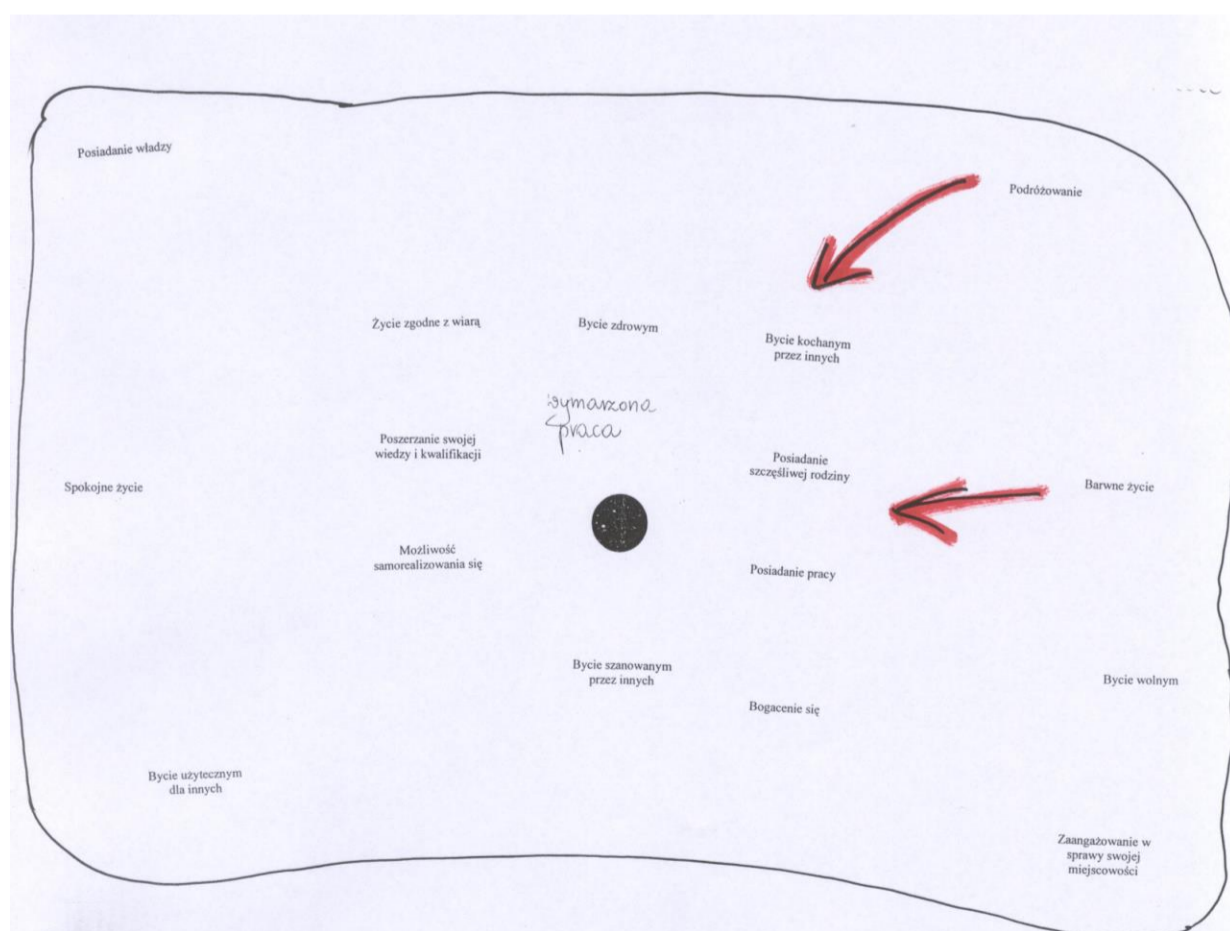 Posiadanie władzy
Podróżowanie
Życie zgodne z wiarą
Bycie zdrowym
Bycie kochanym
przez innych
wymarzona
praca
Poszerzanie swojej
wiedzy i kwalifikacji
Posiadanie
szczęśliwej rodziny
Spokojne życie
Barwne życie
Możliwość
samorealizowania się
Posiadanie pracy
Bycie szanowanym
przez innych
Bycie wolnym
Bogacenie się
Bycie użytecznym
dla innych
Zaangażowanie w
sprawy swojej
miejscowości